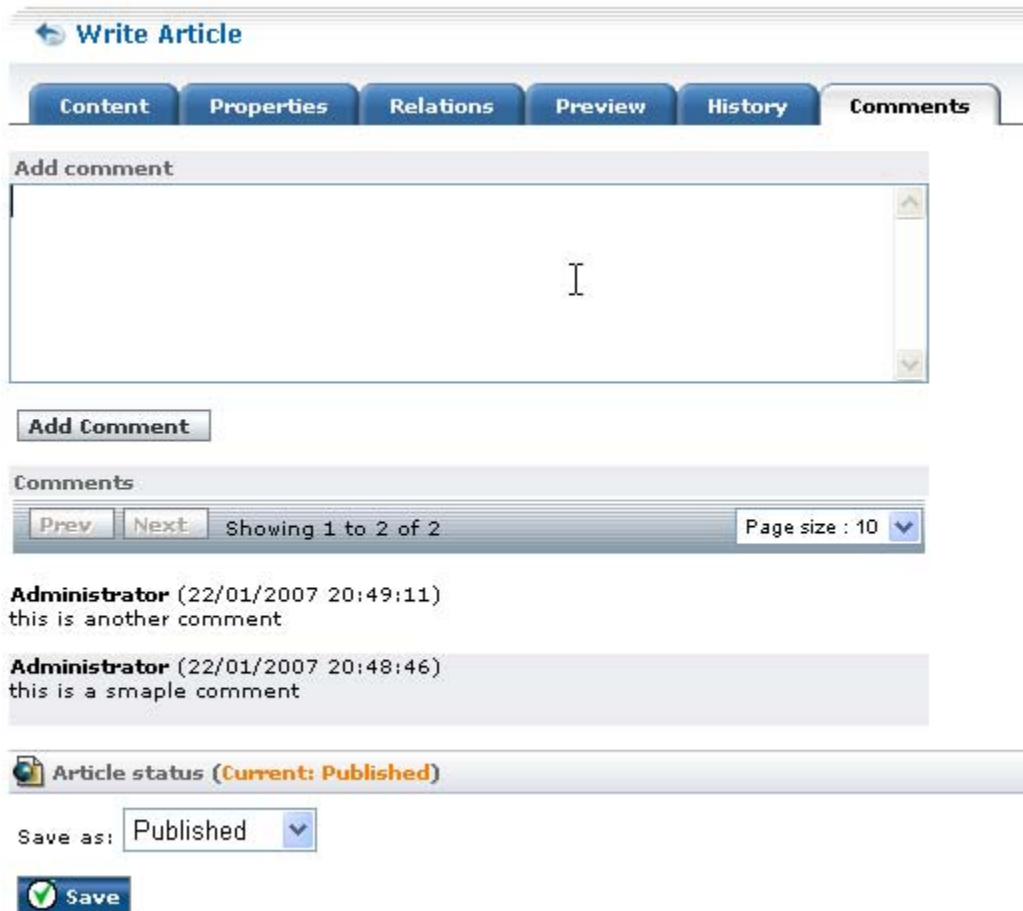 Write Article
Content Properties Relations Preview History Comments
Add comment
Add Comment
Comments
Prev Next Showing 1 to 2 of 2 Page size : 10
Administrator (22/01/2007 20:49:11)
this is another comment
Administrator (22/01/2007 20:48:46)
this is a smaple comment
Article status (Current: Published)
Save as: Published
Save